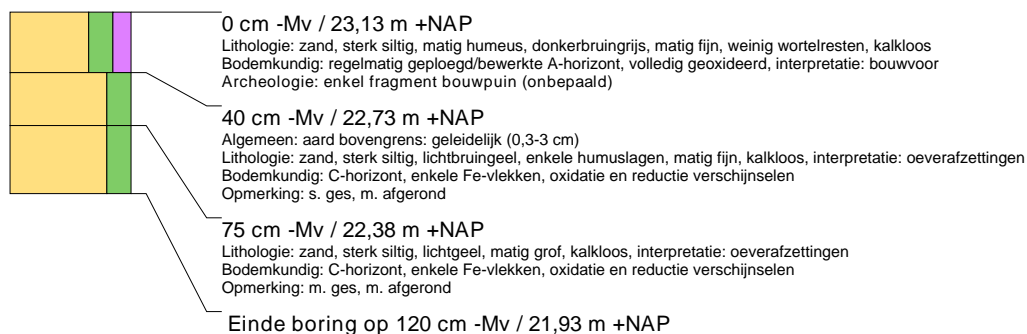 0 cm -Mv / 23,13 m +NAP
Lithologie: zand, sterk siltig, matig humeus, donkerbruingrijs, matig fijn, weinig wortelresten, kalkloos
Bodemkundig: regelmatig geploegd/bewerkte A-horizont, volledig geoxideerd, interpretatie: bouwvoor
Archeologie: enkel fragment bouwpuin (onbepaald)
40 cm -Mv / 22,73 m +NAP
Algemeen: aard bovengrens: geleidelijk (0,3-3 cm)
Lithologie: zand, sterk siltig, lichtbruingeel, enkele humuslagen, matig fijn, kalkloos, interpretatie: oeverafzettingen
Bodemkundig: C-horizont, enkele Fe-vlekken, oxidatie en reductie verschijnselen
Opmerking: s. ges, m. afgerond
75 cm -Mv / 22,38 m +NAP
Lithologie: zand, sterk siltig, lichtgeel, matig grof, kalkloos, interpretatie: oeverafzettingen
Bodemkundig: C-horizont, enkele Fe-vlekken, oxidatie en reductie verschijnselen
Opmerking: m. ges, m. afgerond
Einde boring op 120 cm -Mv / 21,93 m +NAP